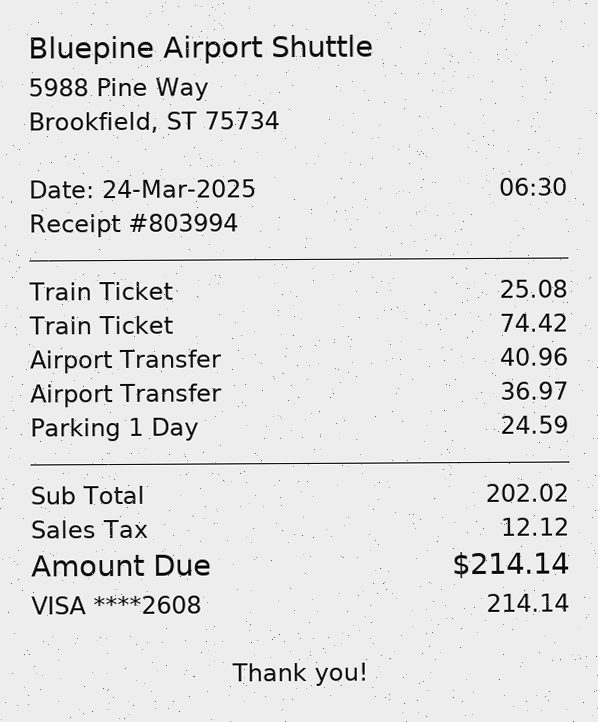 Bluepine Airport Shuttle
5988 Pine Way
Brookfield, ST 75734
Date: 24-Mar-2025 06:30
Receipt #803994
Train Ticket 25.08
Train Ticket 74.42
Airport Transfer 40.96
Airport Transfer 36.97
Parking 1 Day 24.59
Sub Total 202.02
Sales Tax 12.12
Amount Due $214.14
VISA ****2608 214.14
Thank you!